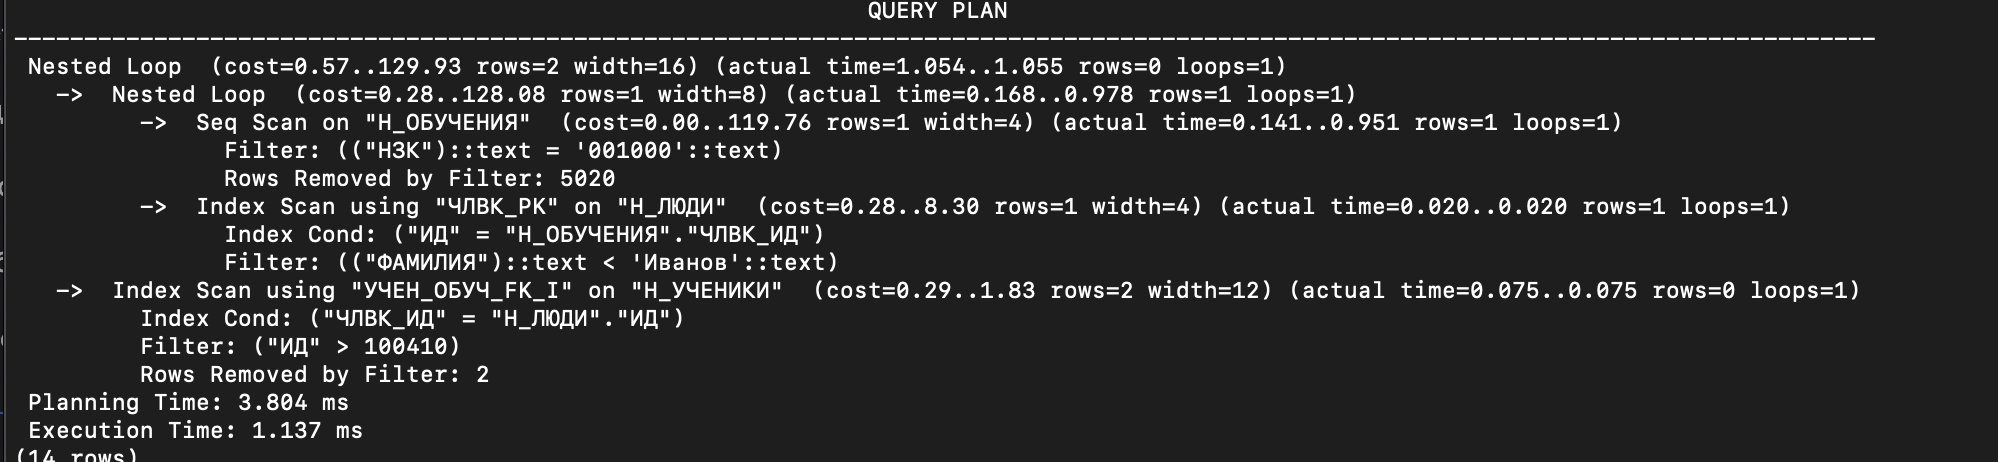 QUERY PLAN
-------------------------------------------------------------------------------------------------------------------------------------
Nested Loop  (cost=0.57..129.93 rows=2 width=16) (actual time=1.054..1.055 rows=0 loops=1)
  ->  Nested Loop  (cost=0.28..128.08 rows=1 width=8) (actual time=0.168..0.978 rows=1 loops=1)
        ->  Seq Scan on "Н_ОБУЧЕНИЯ"  (cost=0.00..119.76 rows=1 width=4) (actual time=0.141..0.951 rows=1 loops=1)
              Filter: (("НЗК")::text = '001000'::text)
              Rows Removed by Filter: 5020
        ->  Index Scan using "ЧЛВК_PK" on "Н_ЛЮДИ"  (cost=0.28..8.30 rows=1 width=4) (actual time=0.020..0.020 rows=1 loops=1)
              Index Cond: ("ИД" = "Н_ОБУЧЕНИЯ"."ЧЛВК_ИД")
              Filter: (("ФАМИЛИЯ")::text < 'Иванов'::text)
  ->  Index Scan using "УЧЕН_ОБУЧ_FK_I" on "Н_УЧЕНИКИ"  (cost=0.29..1.83 rows=2 width=12) (actual time=0.075..0.075 rows=0 loops=1)
        Index Cond: ("ЧЛВК_ИД" = "Н_ЛЮДИ"."ИД")
        Filter: ("ИД" > 100410)
        Rows Removed by Filter: 2
Planning Time: 3.804 ms
Execution Time: 1.137 ms
(14 rows)